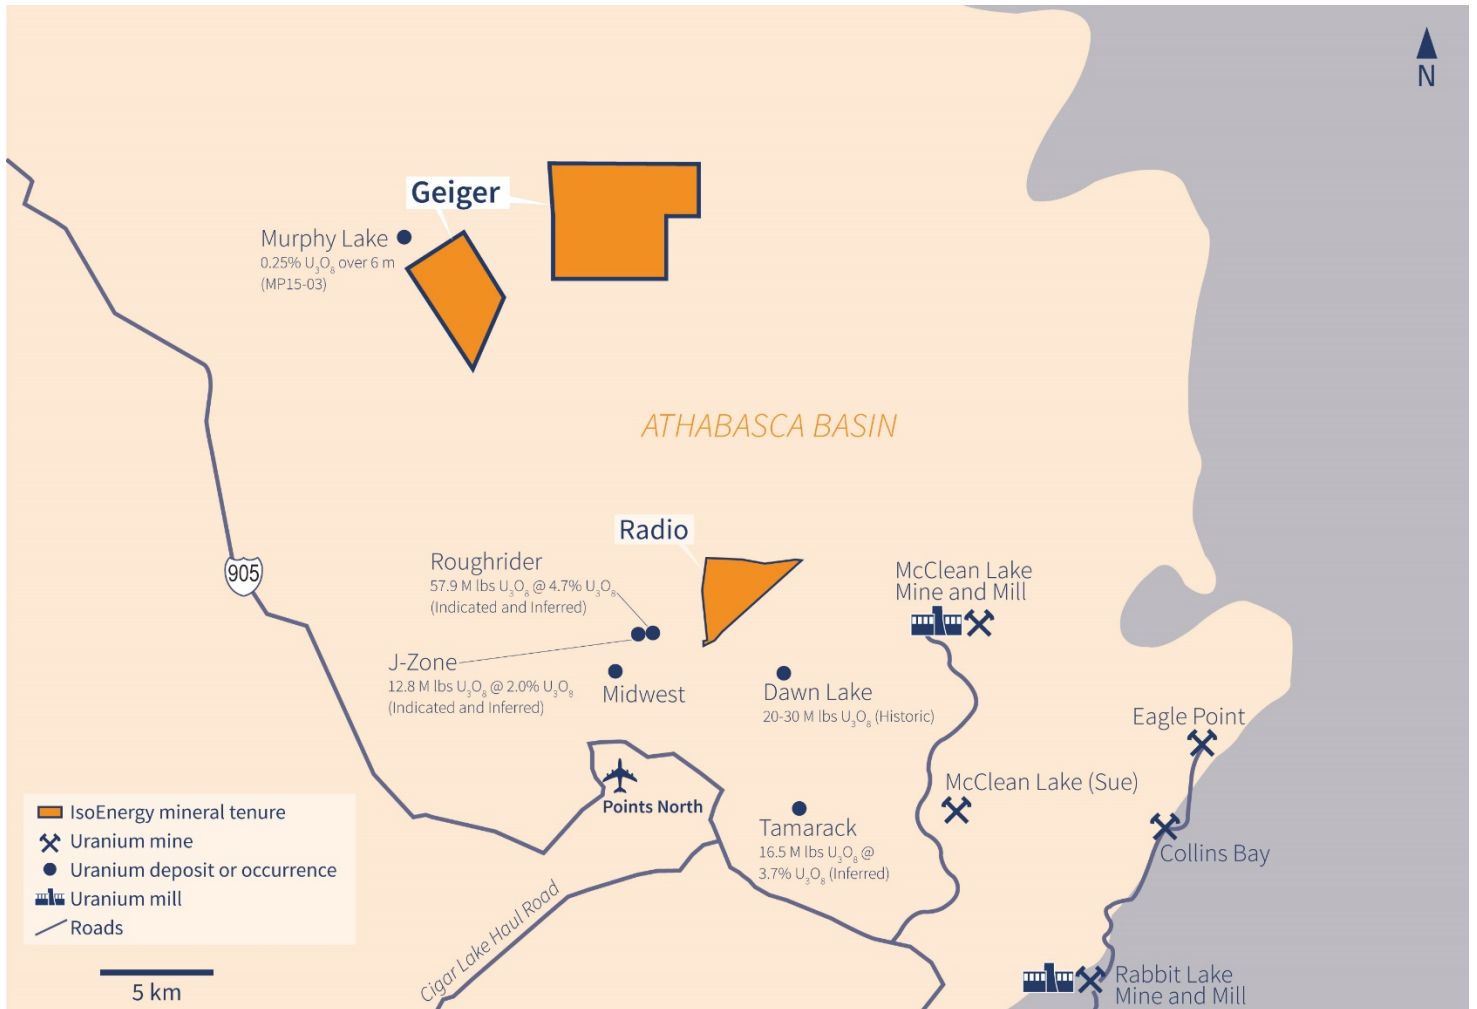 N
Geiger
Murphy Lake
0.25% U₃O₈ over 6 m
(MP15-03)
ATHABASCA BASIN
Radio
Roughrider
57.9 M lbs U₃O₈ @ 4.7% U₃O₈
(Indicated and Inferred)
905
McClean Lake
Mine and Mill
J-Zone
12.8 M lbs U₃O₈ @ 2.0% U₃O₈
(Indicated and Inferred)
Midwest
Dawn Lake
20-30 M lbs U₃O₈ (Historic)
Eagle Point
McClean Lake (Sue)
Points North
Tamarack
16.5 M lbs U₃O₈ @
3.7% U₃O₈ (Inferred)
Collins Bay
Cigar Lake Haul Road
Rabbit Lake
Mine and Mill
IsoEnergy mineral tenure
Uranium mine
Uranium deposit or occurrence
Uranium mill
Roads
5 km